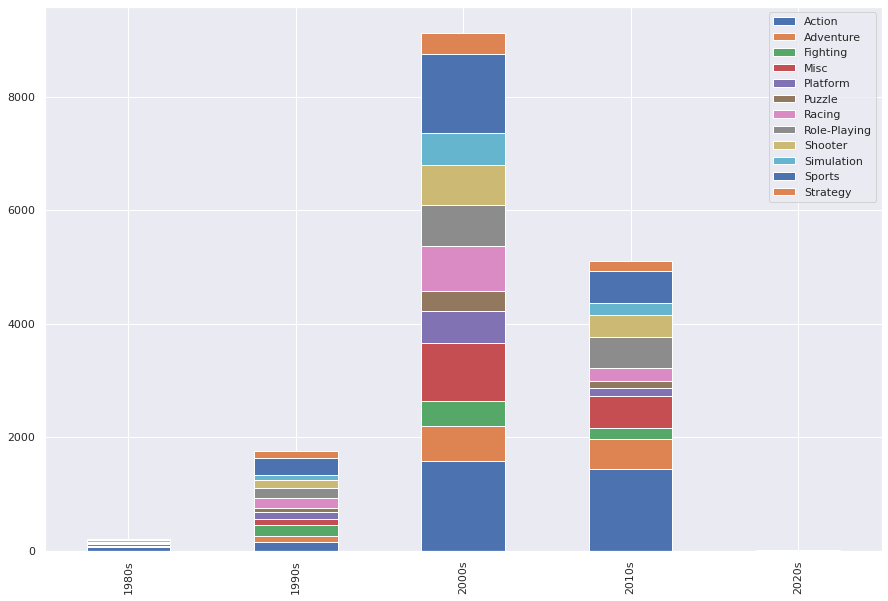 Action
Adventure
Fighting
Misc
Platform
Puzzle
Racing
Role-Playing
Shooter
Simulation
Sports
Strategy
8000
6000
4000
2000
0
1980s
1990s
2000s
2010s
2020s